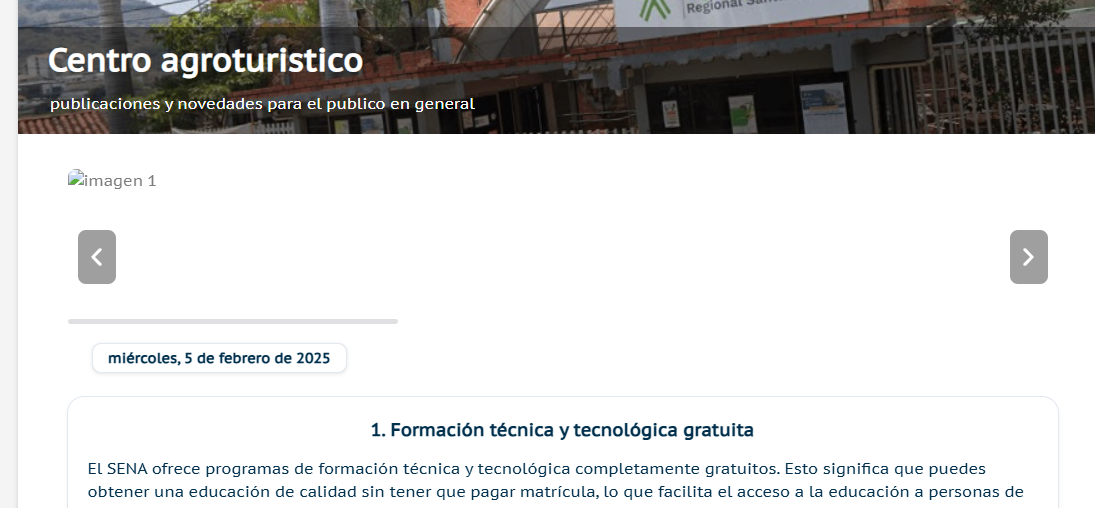 Regional
Centro agroturistico
publicaciones y novedades para el publico en general
imagen 1
miércoles, 5 de febrero de 2025
1. Formación técnica y tecnológica gratuita
El SENA ofrece programas de formación técnica y tecnológica completamente gratuitos. Esto significa que puedes
obtener una educación de calidad sin tener que pagar matrícula, lo que facilita el acceso a la educación a personas de